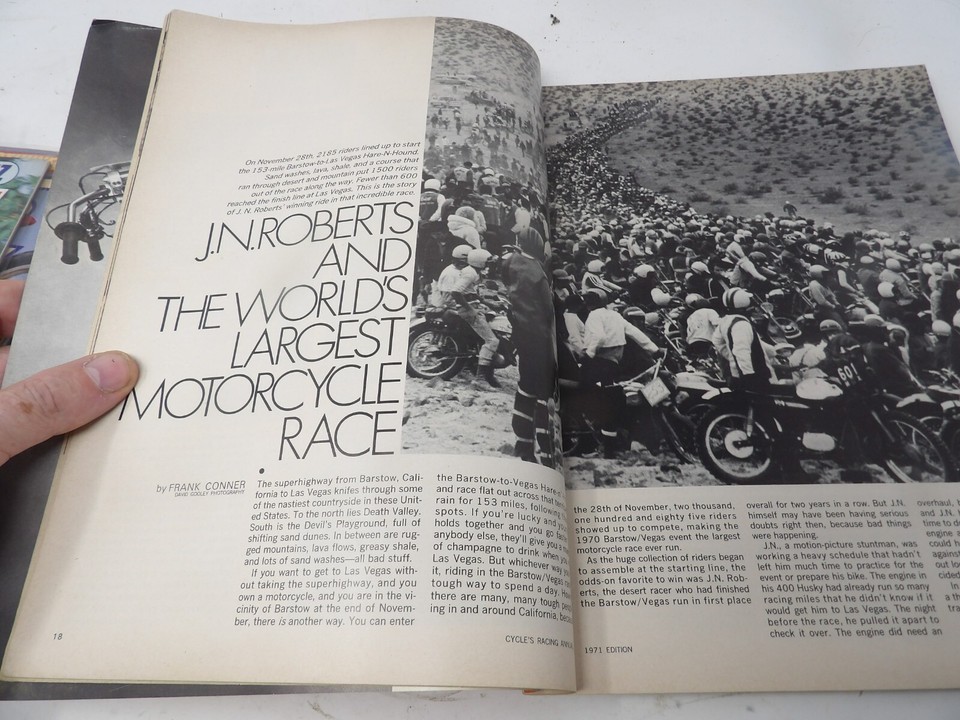 On November 28th, 2185 riders lined up to start
the 153-mile Barstow-to-Las Vegas Hare-N-Hound.
Sand washes, lava, shale, and a course that
ran through desert and mountain put 1500 riders
out of the race along the way. Fewer than 600
reached the finish line at Las Vegas. This is the story
of J. N. Roberts' winning ride in that incredible race.
J.N. ROBERTS
AND
THE WORLD'S
LARGEST
MOTORCYCLE
RACE
by FRANK CONNER
DAVID GOOLEY PHOTOGRAPHY
The superhighway from Barstow, Cali-
fornia to Las Vegas knifes through some
of the nastiest countryside in these Unit-
ed States. To the north lies Death Valley.
South is the Devil's Playground, full of
shifting sand dunes. In between are rug-
ged mountains, lava flows, greasy shale,
and lots of sand washes—all bad stuff.
If you want to get to Las Vegas with-
out taking the superhighway, and you
own a motorcycle, and you are in the vi-
cinity of Barstow at the end of Novem-
ber, there is another way. You can enter
the Barstow-to-Vegas Hare
and race flat out across that
rain for 153 miles, following
spots. If you're lucky and
holds together and you go
anybody else, they'll give you
of champagne to drink when
Las Vegas. But whichever way
it, riding in the Barstow/Vegas
tough way to spend a day.
there are many, many tough
ing in and around California,
18
CYCLE'S RACING
the 28th of November, two thousand,
one hundred and eighty five riders
showed up to compete, making the
1970 Barstow/Vegas event the largest
motorcycle race ever run.
As the huge collection of riders began
to assemble at the starting line, the
odds-on favorite to win was J.N. Rob-
erts, the desert racer who had finished
the Barstow/Vegas run in first place
1971 EDITION
overall for two years in a row. But J.N.
himself may have been having serious
doubts right then, because bad things
were happening.
J.N., a motion-picture stuntman, was
working a heavy schedule that hadn't
left him much time to practice for the
event or prepare his bike. The engine in
his 400 Husky had already run so many
racing miles that he didn't know if it
would get him to Las Vegas. The night
before the race, he pulled it apart to
check it over. The engine did need an
overhaul,
and J.N.
time to
engine
could
against
out
cided
In
a
601